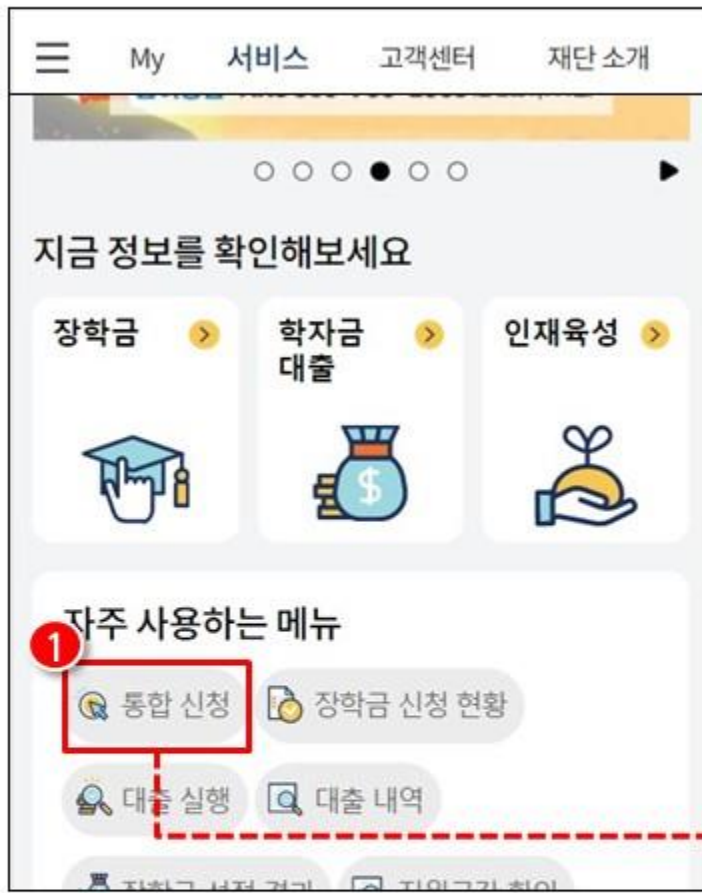 My 서비스 고객센터 재단 소개
지금 정보를 확인해보세요
장학금 학자금 인재육성
대출
$
자주 사용하는 메뉴
1
통합 신청 장학금 신청 현황
대출 실행 대출 내역